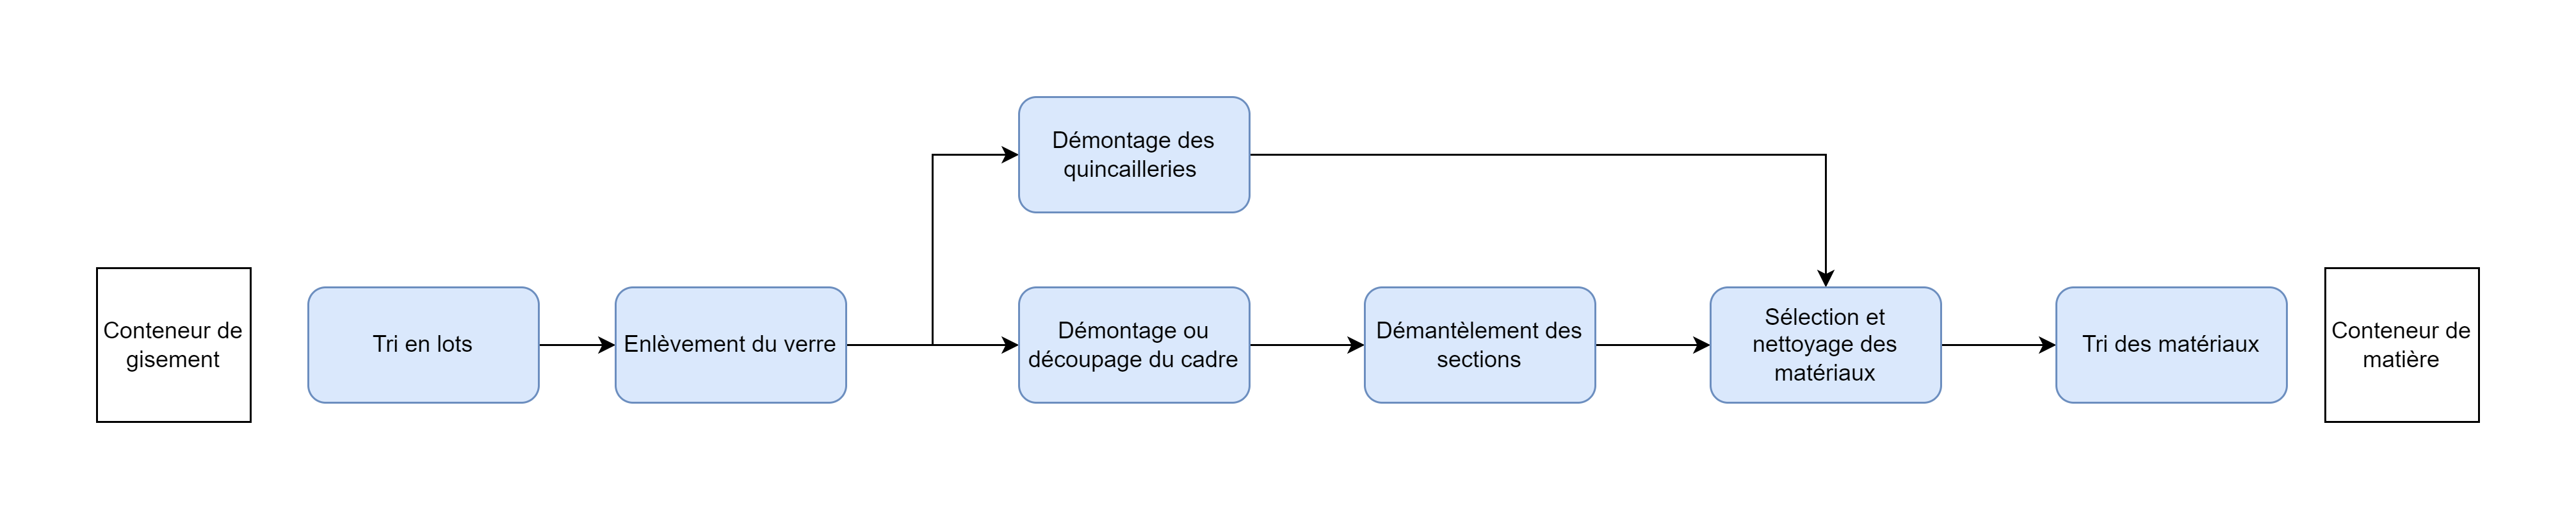 Démontage des
quincailleries
Conteneur de
gisement
Tri en lots
Enlèvement du verre
Démontage ou
découpage du cadre
Démantèlement des
sections
Sélection et
nettoyage des
matériaux
Tri des matériaux
Conteneur de
matière